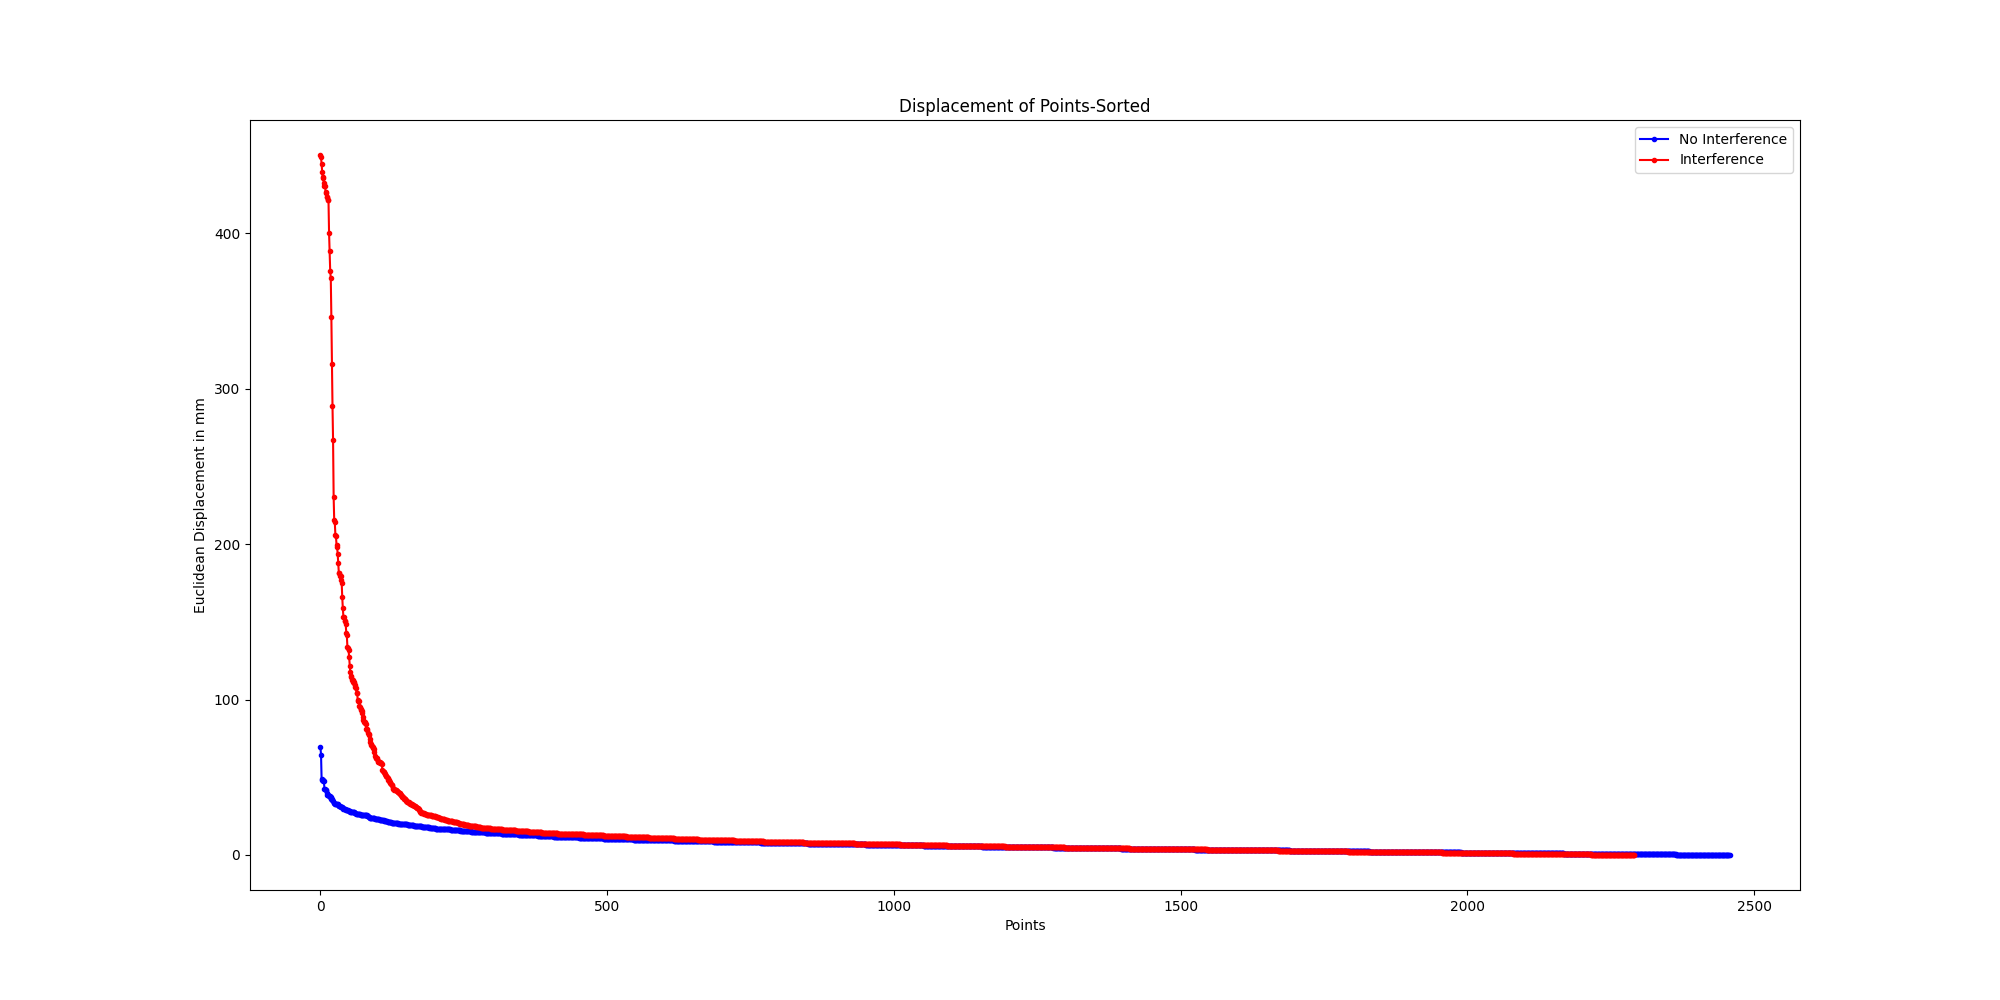 Displacement of Points-Sorted
No Interference
Interference
Euclidean Displacement in mm
400
300
200
100
0
0 500 1000 1500 2000 2500
Points